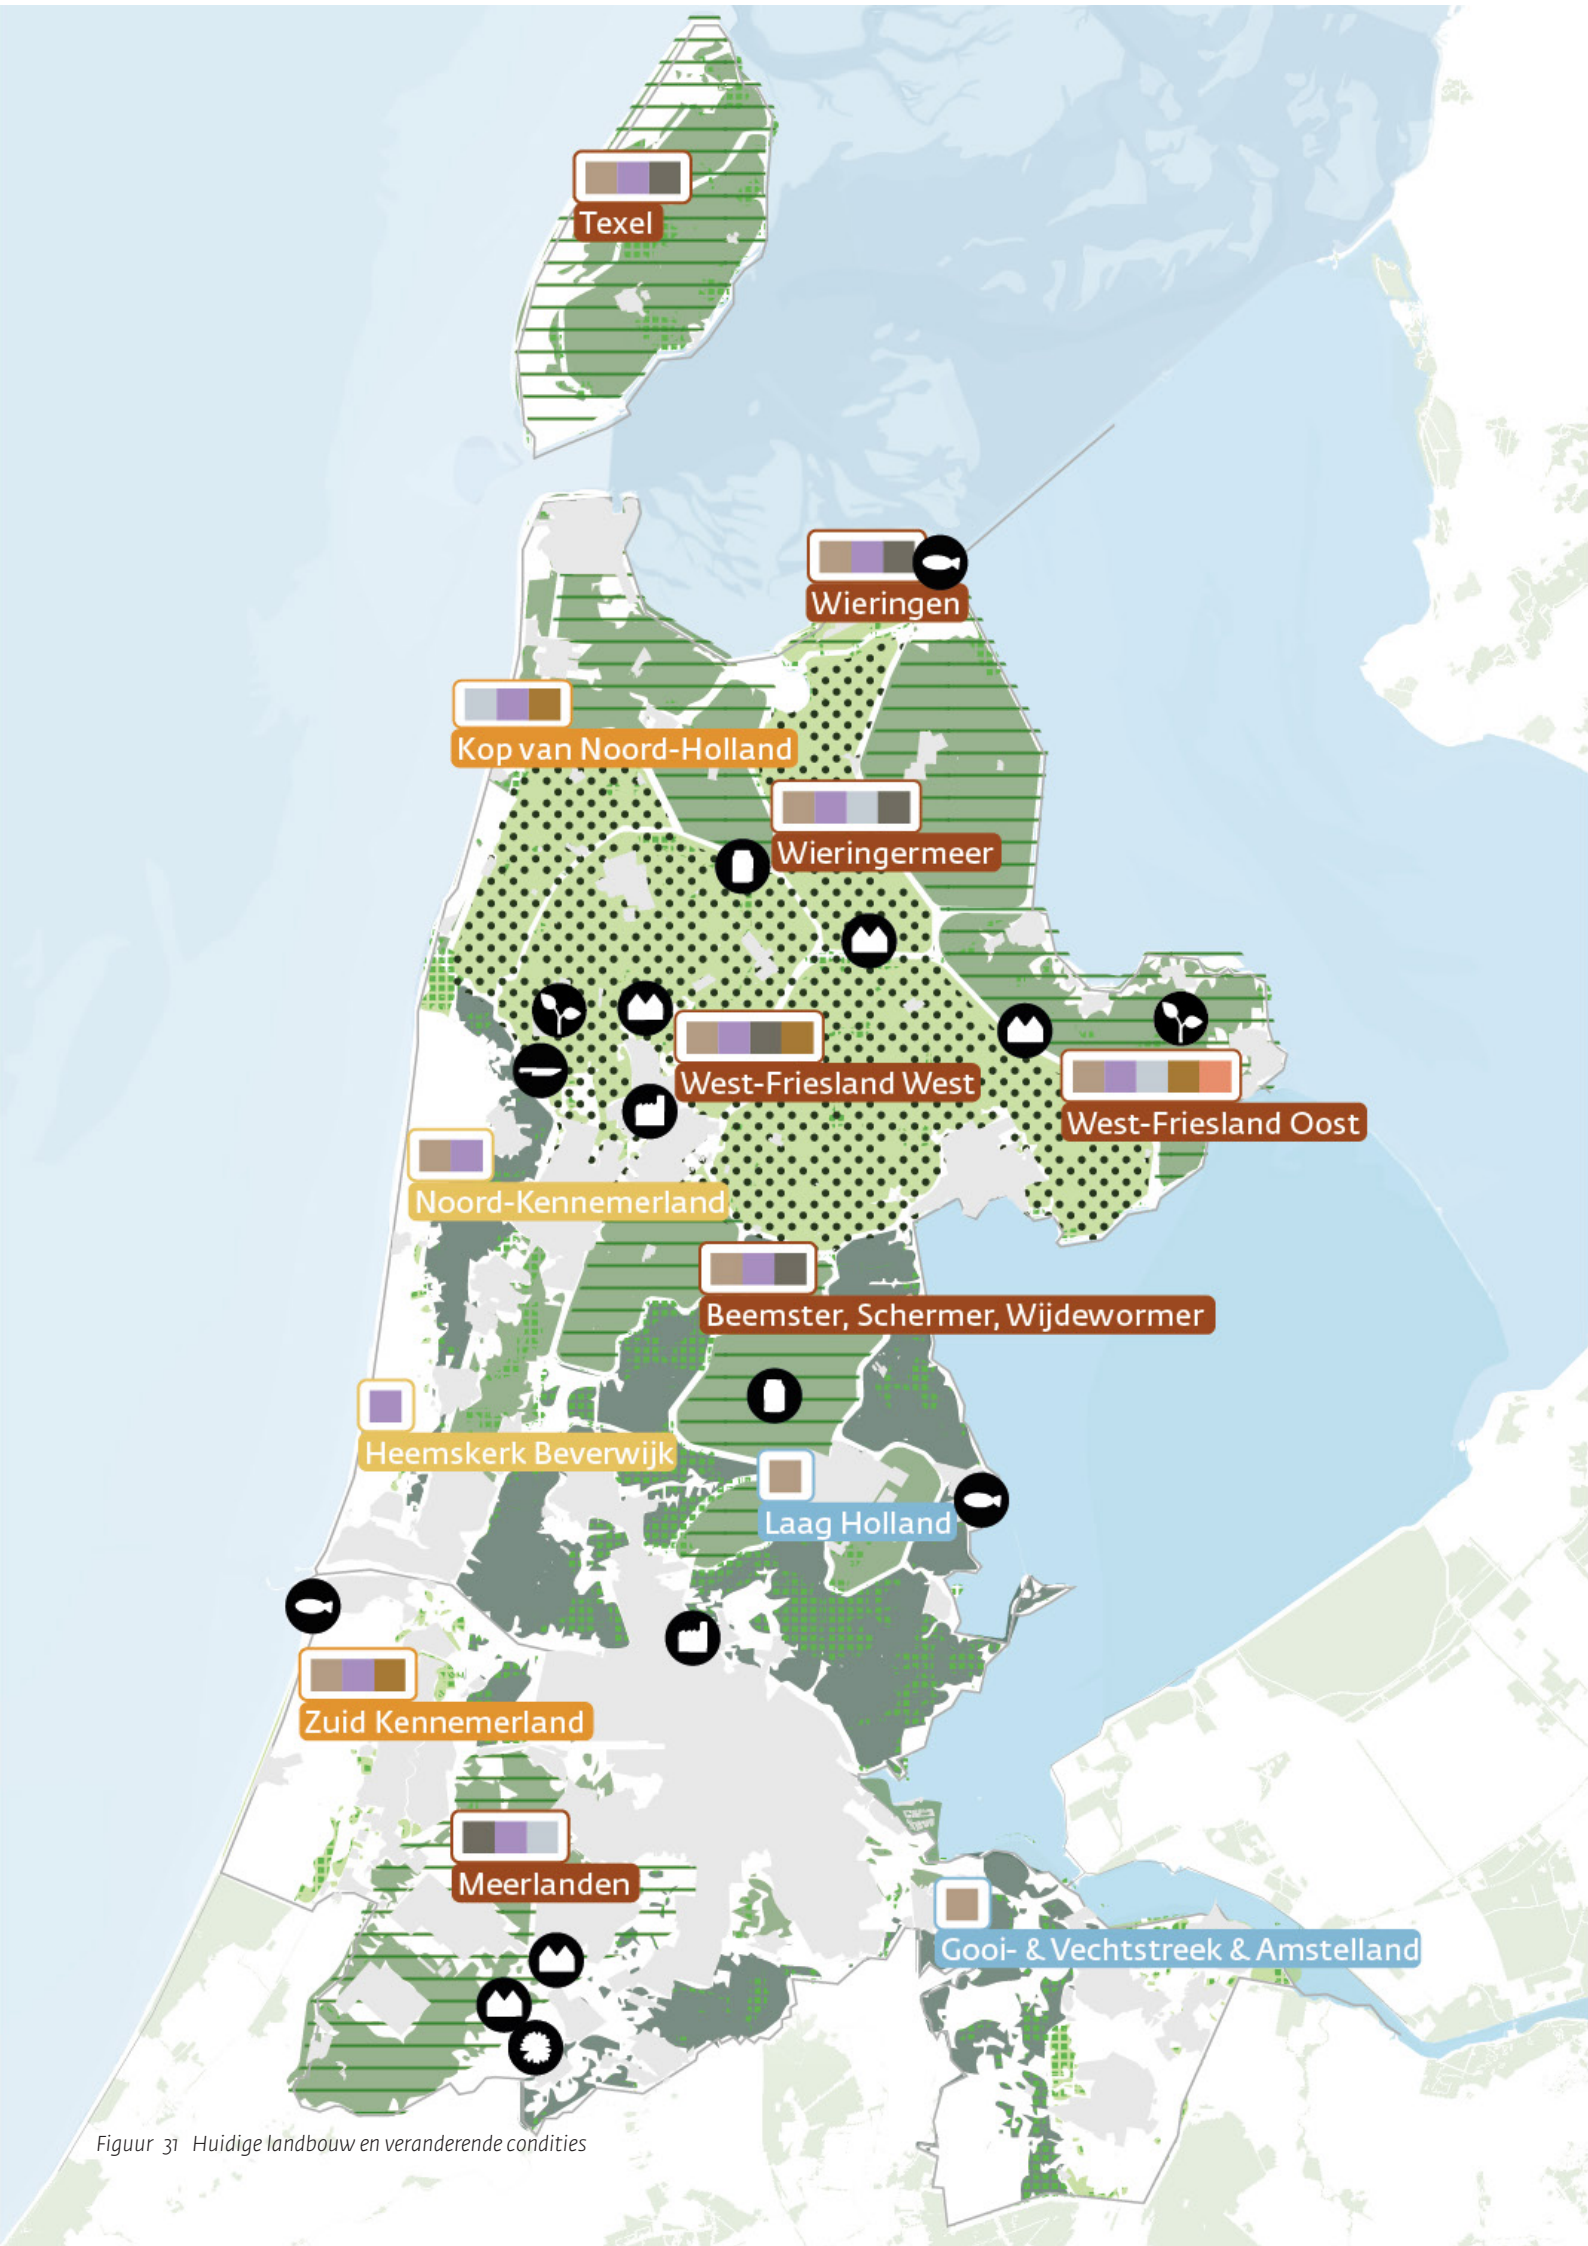 Texel
Wieringen
Kop van Noord-Holland
Wieringermeer
West-Friesland West
West-Friesland Oost
Noord-Kennemerland
Beemster, Schermer, Wijdewormer
Heemskerk Beverwijk
Laag Holland
Zuid Kennemerland
Meerlanden
Gooi- & Vechtstreek & Amstelland
Figuur 31 Huidige landbouw en veranderende condities